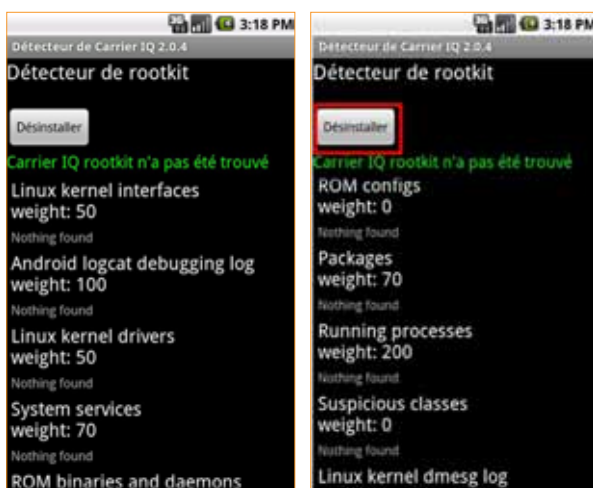 3:18 PM
Détecteur de Carrier IQ 2.0.4
Détecteur de rootkit
Désinstaller
Carrier IQ rootkit n'a pas été trouvé
Linux kernel interfaces
weight: 50
Nothing found
Android logcat debugging log
weight: 100
Nothing found
Linux kernel drivers
weight: 50
Nothing found
System services
weight: 70
Nothing found
ROM binaries and daemons
3:18 PM
Détecteur de Carrier IQ 2.0.4
Détecteur de rootkit
Désinstaller
Carrier IQ rootkit n'a pas été trouvé
ROM configs
weight: 0
Nothing found
Packages
weight: 70
Nothing found
Running processes
weight: 200
Nothing found
Suspicious classes
weight: 0
Nothing found
Linux kernel dmesg log